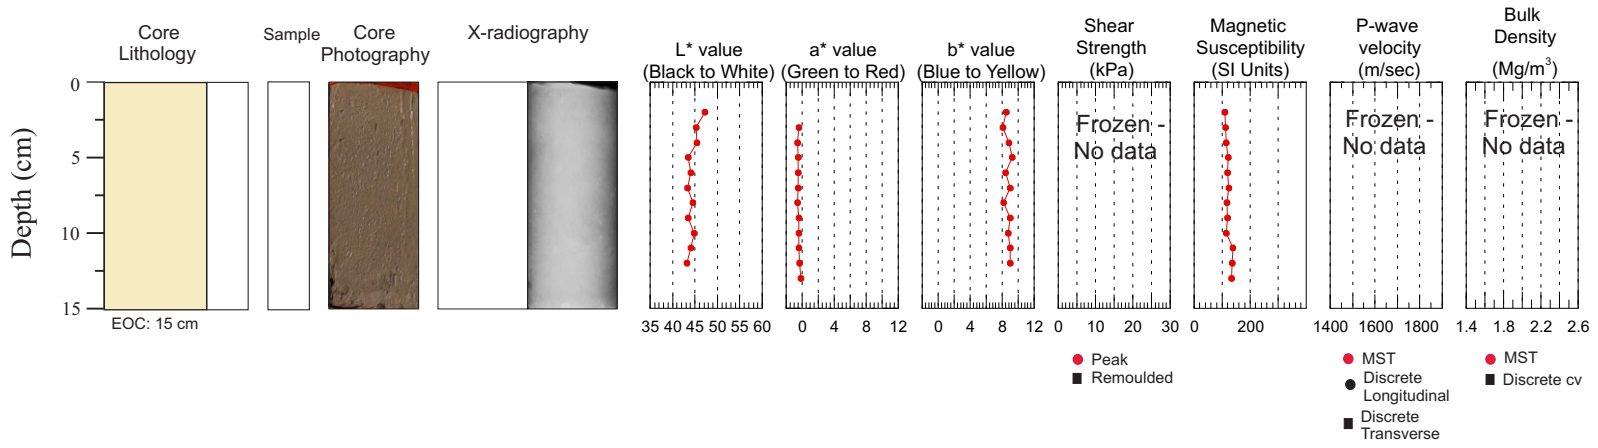 Core
Lithology
Sample
Core
Photography
X-radiography
L* value
(Black to White)
a* value
(Green to Red)
b* value
(Blue to Yellow)
Shear
Strength
(kPa)
Magnetic
Susceptibility
(SI Units)
P-wave
velocity
(m/sec)
Bulk
Density
(Mg/m³)
Depth (cm)
0
5
10
15
EOC: 15 cm
Frozen -
No data
Frozen -
No data
Frozen -
No data
35 40 45 50 55 60
0 4 8 12
0 4 8 12
0 10 20 30
0 200
1400 1600 1800
1.4 1.8 2.2 2.6
Peak
Remoulded
MST
Discrete
Longitudinal
Discrete
Transverse
MST
Discrete cv